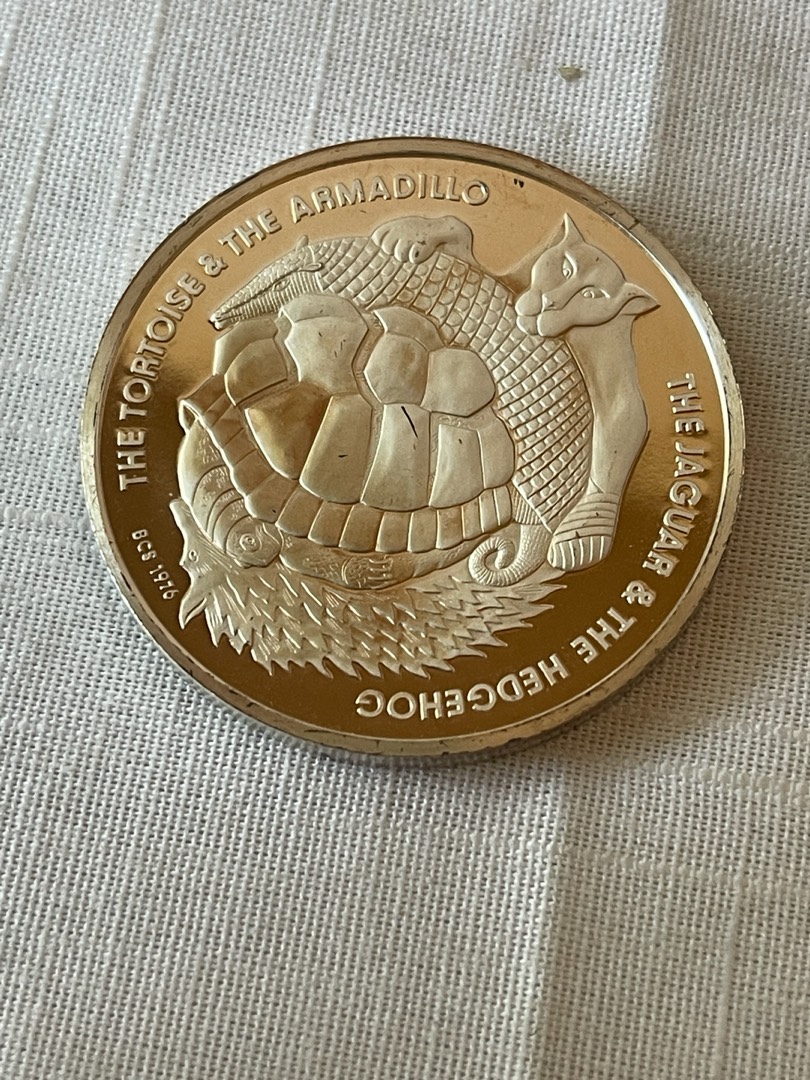 THE TORTOISE & THE ARMADILLO
THE JAGUAR & THE HEDGEHOG
BCS 1976